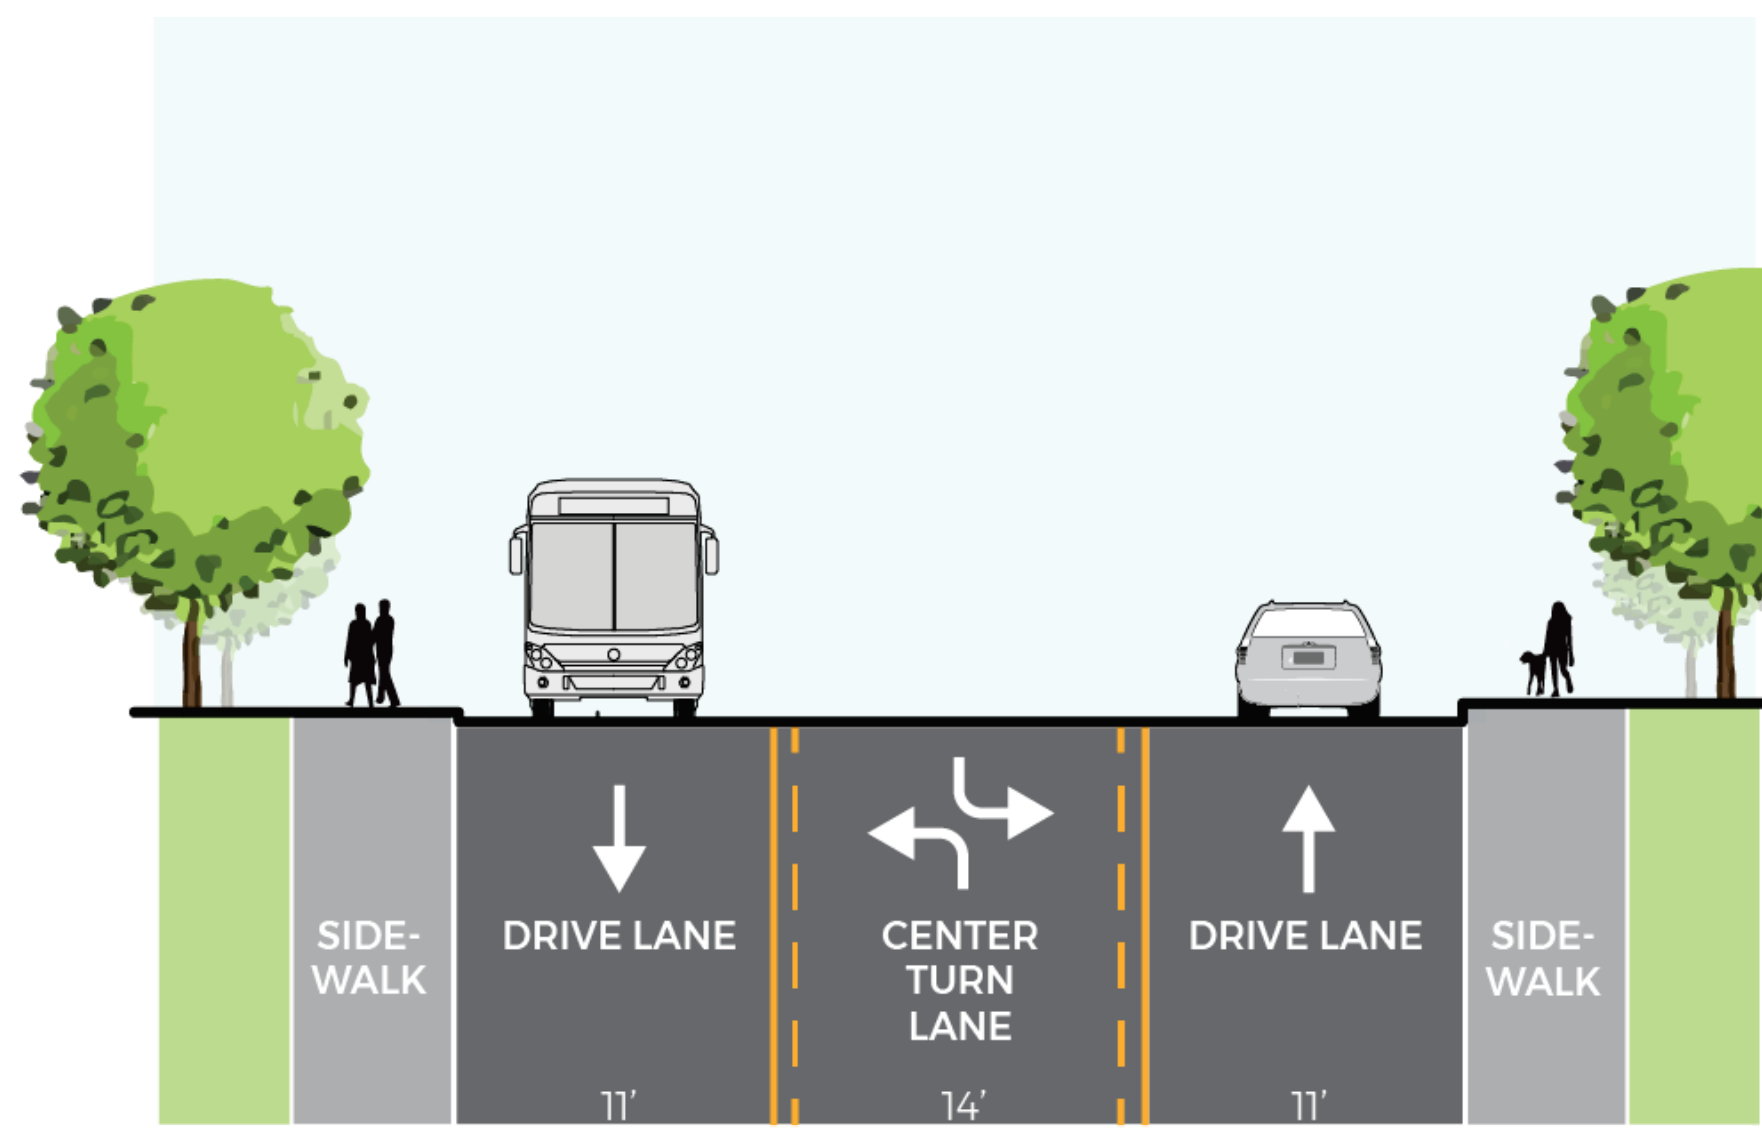 SIDE-
WALK
DRIVE LANE
11’
CENTER
TURN
LANE
14’
DRIVE LANE
11’
SIDE-
WALK